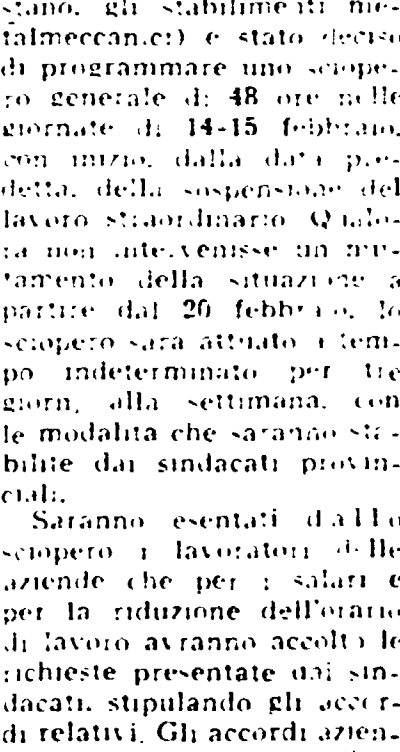 stano, gli stabilimenti me-
talmeccanici) e stato deciso
di programmare uno sciope-
ro generale di 48 ore nelle
giornate di 14-15 febbraio,
con inizio, dalla data pre-
detta, della sospensione del
lavoro straordinario. Qualo-
ra non intervenisse un mu-
tamento della situazione a
partire dal 20 febbraio, lo
sciopero sara attuato a tem-
po indeterminato per tre
giorni, alla settimana, con
le modalita che saranno sta-
bilite dai sindacati provin-
ciali.
Saranno esentati dallo
sciopero i lavoratori delle
aziende che per i salari e
per la riduzione dell'orario
di lavoro avranno accolto le
richieste presentate dai sin-
dacati, stipulando gli accor-
di relativi. Gli accordi azien-